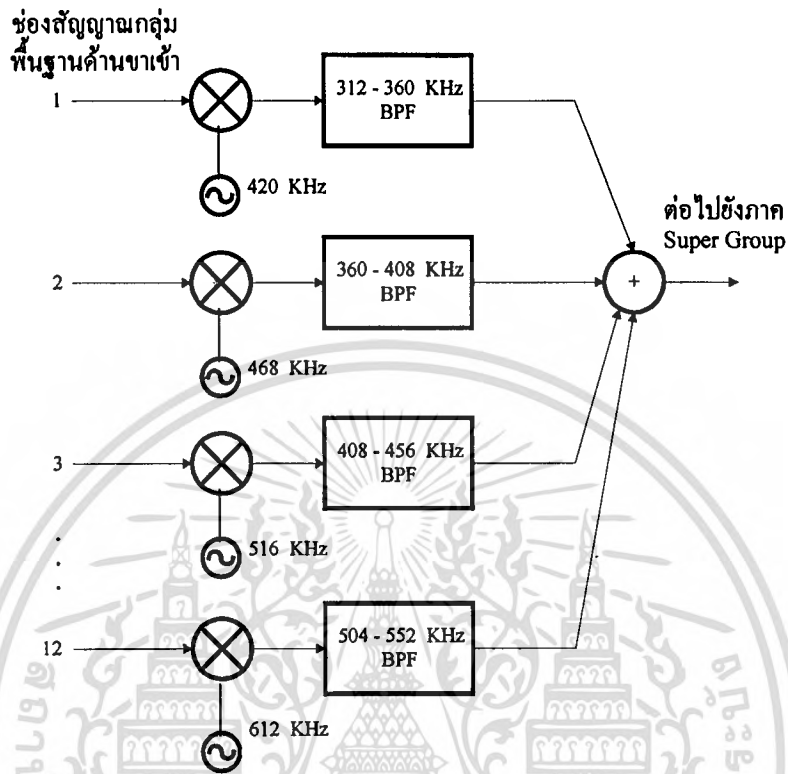 ช่องสัญญาณกลุ่ม
พื้นฐานด้านขาเข้า
1
312 - 360 KHz
BPF
420 KHz
ต่อไปยังภาค
Super Group
2
360 - 408 KHz
BPF
+
468 KHz
3
408 - 456 KHz
BPF
516 KHz
.
.
.
12
504 - 552 KHz
BPF
612 KHz